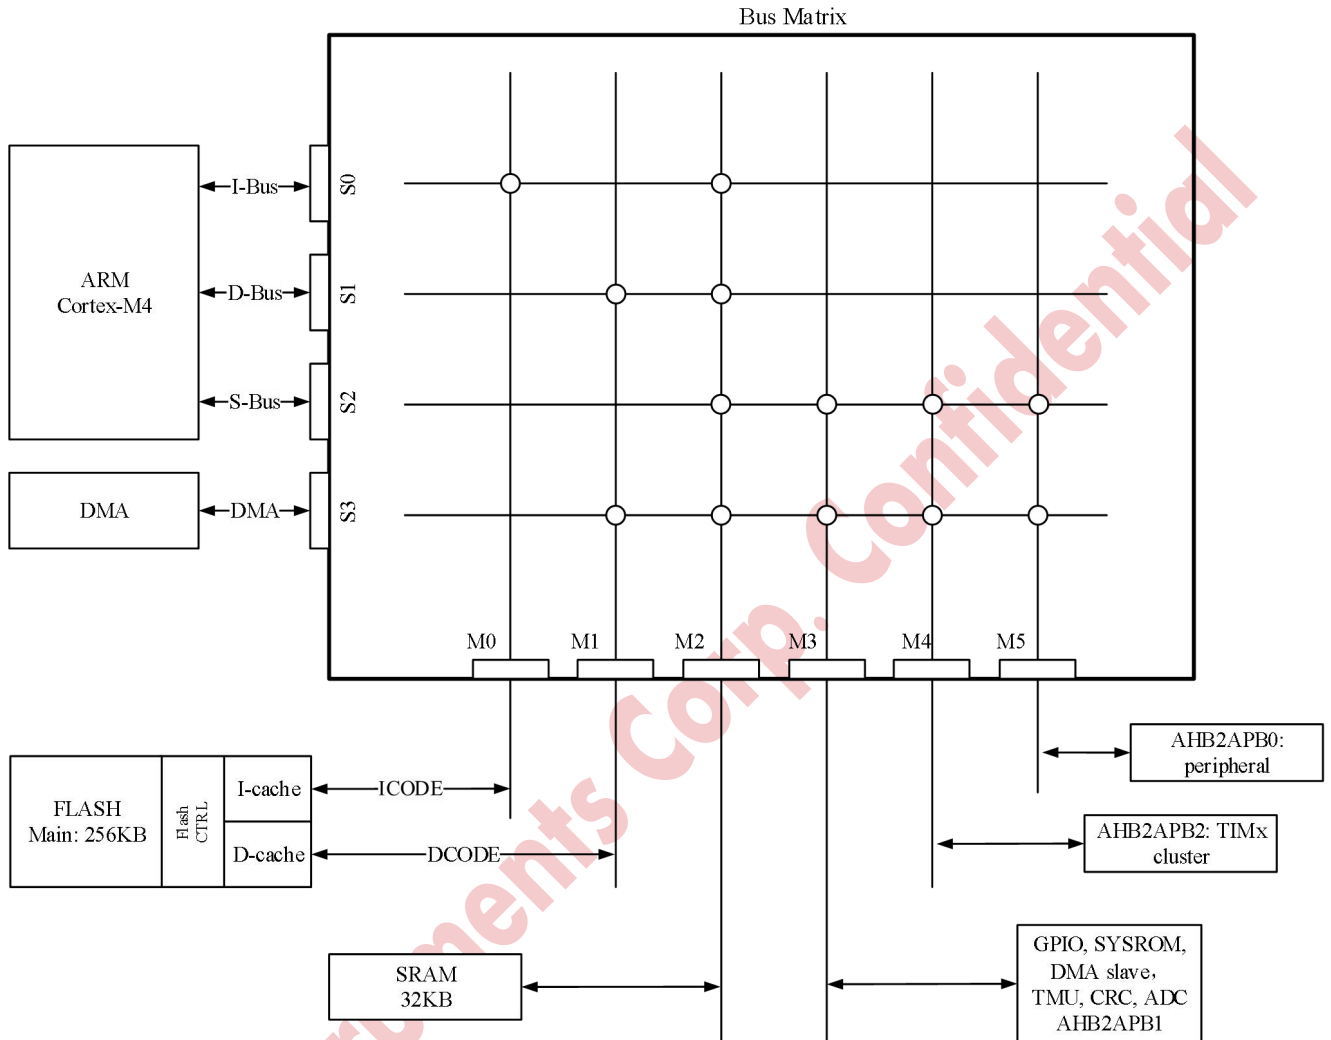 Bus Matrix
ARM
Cortex-M4
I-Bus
S0
D-Bus
S1
S-Bus
S2
DMA
DMA
S3
M0
M1
M2
M3
M4
M5
FLASH
Main: 256KB
Flash
CTRL
I-cache
D-cache
ICODE
DCODE
AHB2APB0:
peripheral
AHB2APB2: TIMx
cluster
SRAM
32KB
GPIO, SYSROM,
DMA slave，
TMU, CRC, ADC
AHB2APB1
Corp. Confidential